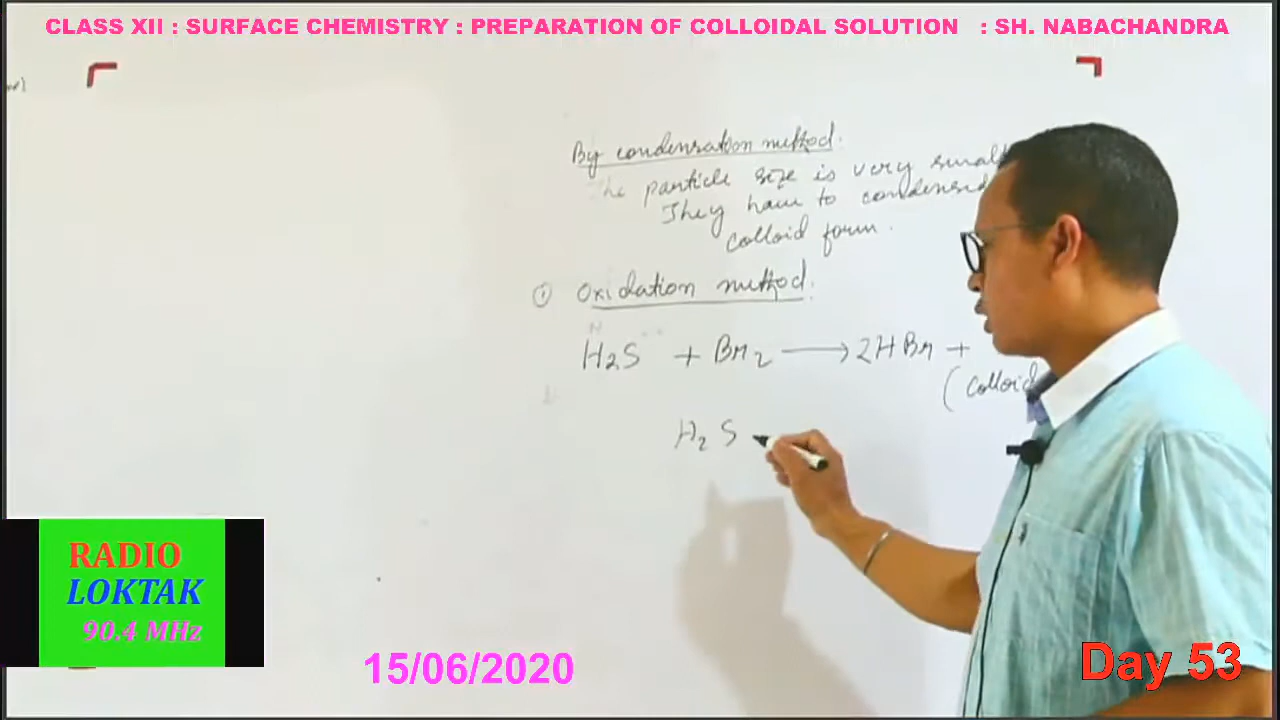 CLASS XII : SURFACE CHEMISTRY : PREPARATION OF COLLOIDAL SOLUTION : SH. NABACHANDRA
By condensation method.
The particle size is very small
They have to condensed
colloid form.
① Oxidation method.
H2S + Br2 ⟶ 2HBr +
(Colloid
H2 S
RADIO
LOKTAK
90.4 MHz
15/06/2020
Day 53